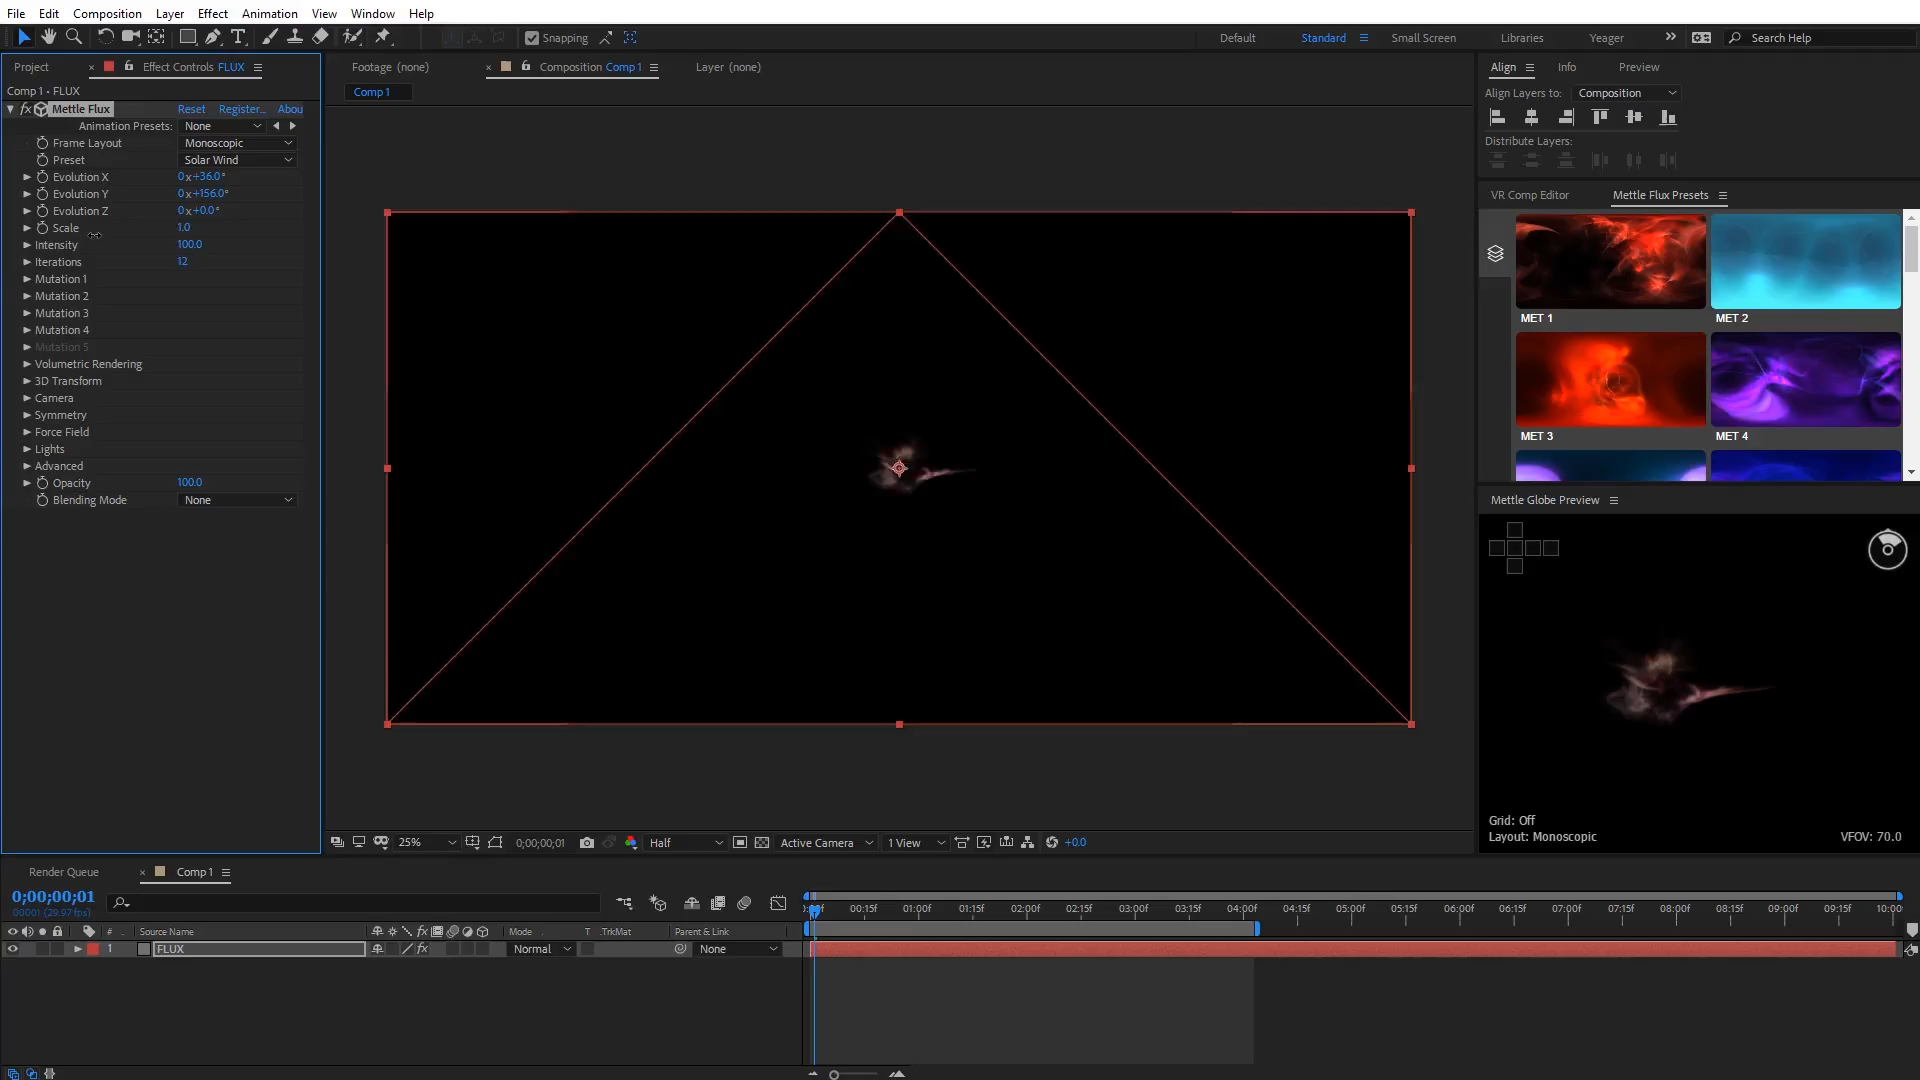 File Edit Composition Layer Effect Animation View Window Help
Snapping Default Standard Small Screen Libraries Yeager Search Help
Project Effect Controls FLUX
Comp 1 • FLUX
Mettle Flux Reset Register... Abou
Animation Presets: None
Frame Layout Monoscopic
Preset Solar Wind
Evolution X 0x+36.0°
Evolution Y 0x+156.0°
Evolution Z 0x+0.0°
Scale 1.0
Intensity 100.0
Iterations 12
Mutation 1
Mutation 2
Mutation 3
Mutation 4
Mutation 5
Volumetric Rendering
3D Transform
Camera
Symmetry
Force Field
Lights
Advanced
Opacity 100.0
Blending Mode None
Footage (none) Composition Comp 1 Layer (none)
Comp 1
25% 0;00;00;01 Half Active Camera 1 View +0.0
Align Info Preview
Align Layers to: Composition
Distribute Layers:
VR Comp Editor Mettle Flux Presets
MET 1 MET 2
MET 3 MET 4
Mettle Globe Preview
Grid: Off
Layout: Monoscopic VFOV: 70.0
Render Queue Comp 1
0;00;00;01
00001 (29.97 fps)
00:15f 01:00f 01:15f 02:00f 02:15f 03:00f 03:15f 04:00f 04:15f 05:00f 05:15f 06:00f 06:15f 07:00f 07:15f 08:00f 08:15f 09:00f 09:15f 10:00
# Source Name fx Mode T .TrkMat Parent & Link
1 FLUX fx Normal None